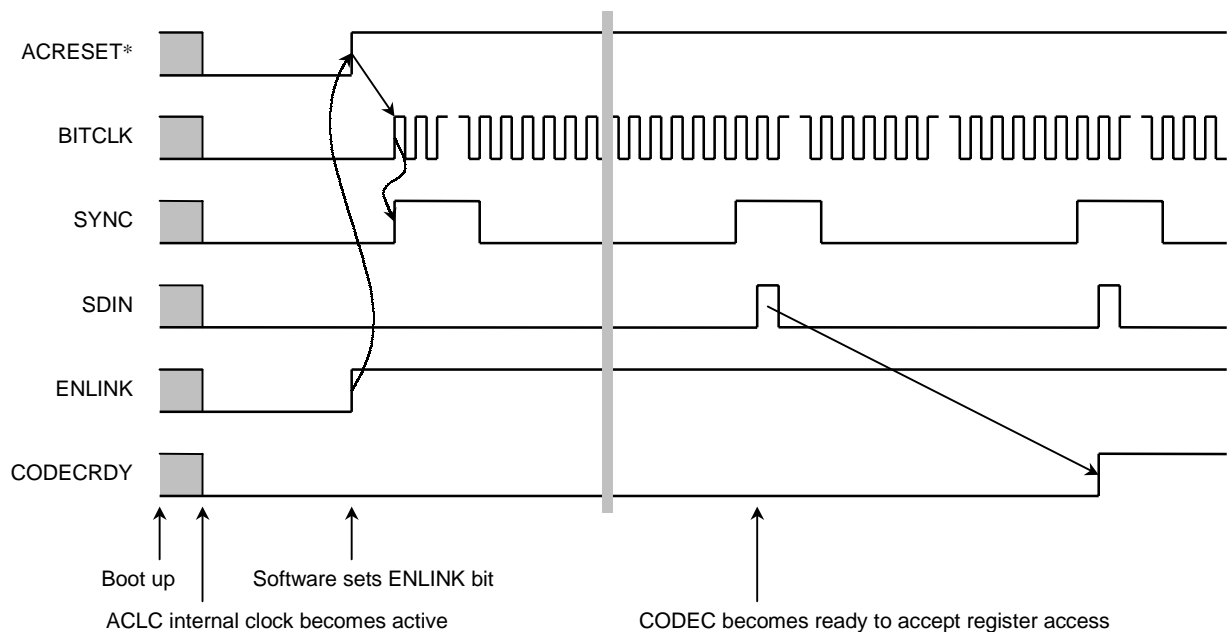 ACRESET*
BITCLK
SYNC
SDIN
ENLINK
CODECRDY
Boot up
Software sets ENLINK bit
ACLC internal clock becomes active
CODEC becomes ready to accept register access